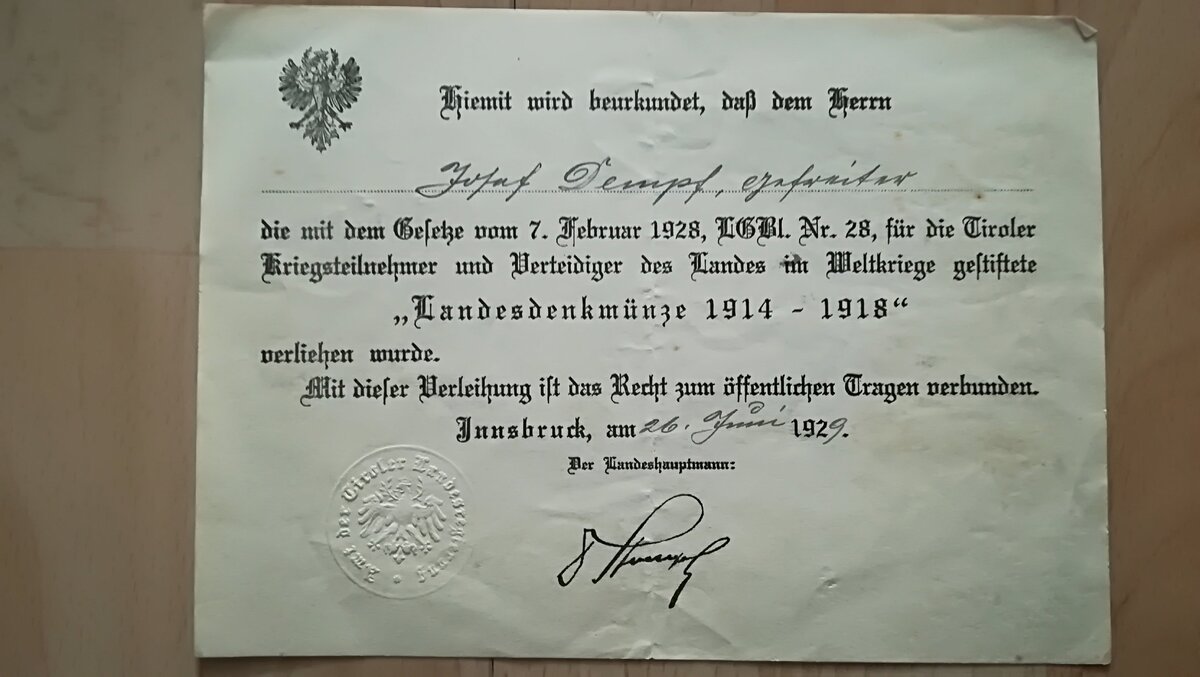 Hiemit wird beurkundet, daß dem Herrn
Josef Dempf, Gefreiter
die mit dem Gesetze vom 7. Februar 1928, LGBl. Nr. 28, für die Tiroler
Kriegsteilnehmer und Verteidiger des Landes im Weltkriege gestiftete
„Landesdenkmünze 1914 - 1918“
verliehen wurde.
Mit dieser Verleihung ist das Recht zum öffentlichen Tragen verbunden.
Innsbruck, am 26. Juni 1929.
Der Landeshauptmann:
Amt der Tiroler Landesregierung